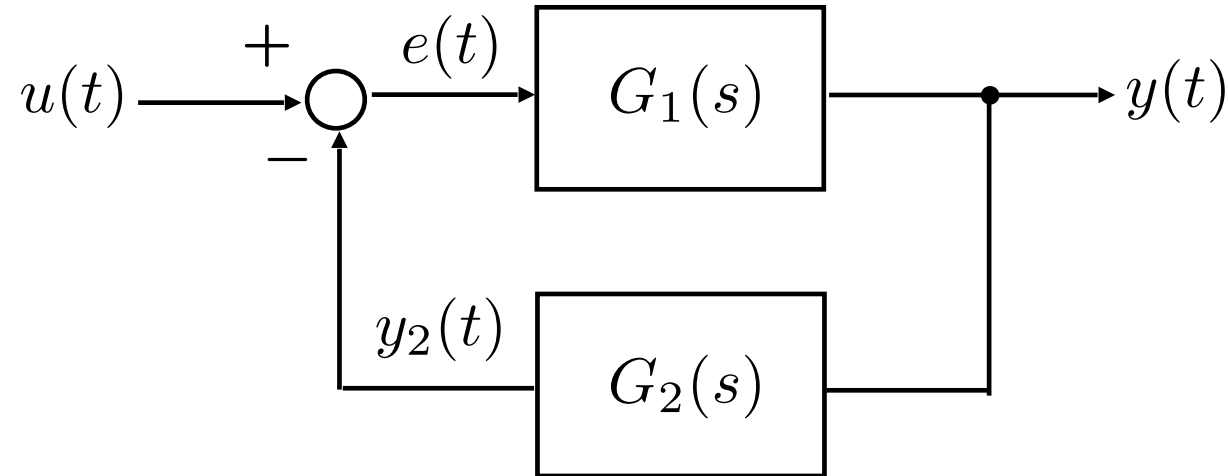 +
e(t)
G₁(s)
u(t)
y(t)
−
y₂(t)
G₂(s)